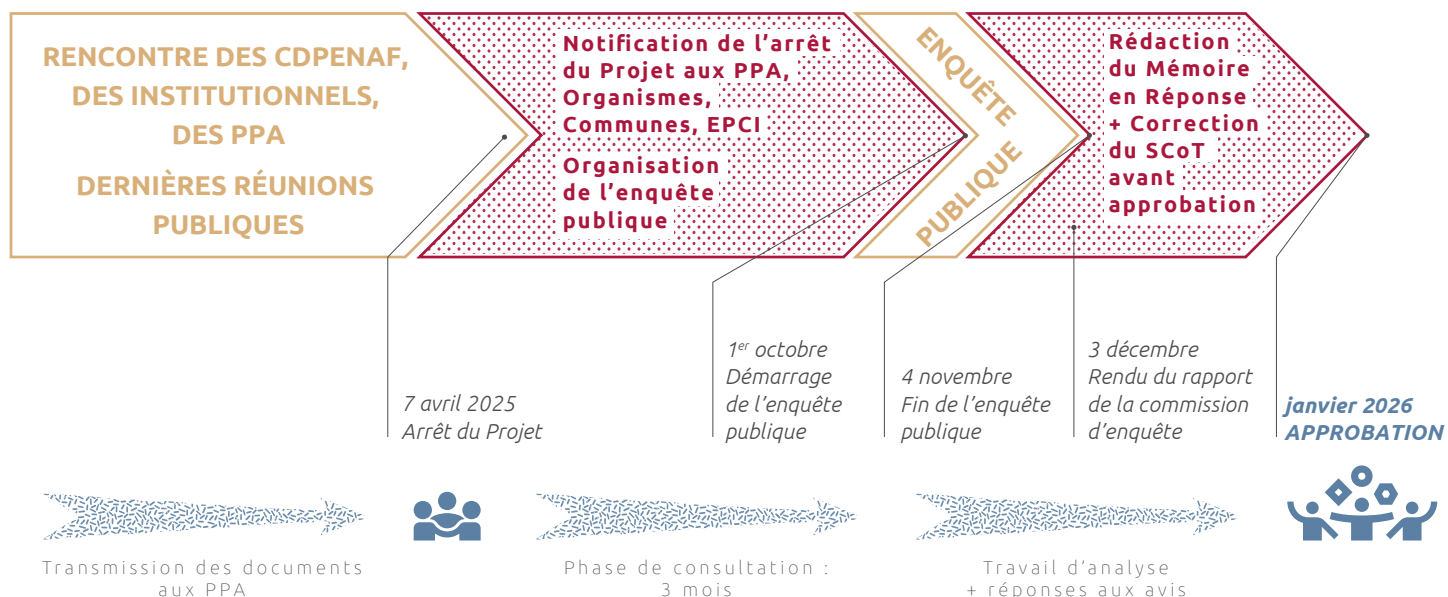 RENCONTRE DES CDPENAF,
DES INSTITUTIONNELS,
DES PPA
DERNIÈRES RÉUNIONS
PUBLIQUES
Notification de l’arrêt
du Projet aux PPA,
Organismes,
Communes, EPCI
Organisation
de l’enquête
publique
ENQUÊTE
PUBLIQUE
Rédaction
du Mémoire
en Réponse
+ Correction
du SCoT
avant
approbation
7 avril 2025
Arrêt du Projet
1er octobre
Démarrage
de l’enquête
publique
4 novembre
Fin de l’enquête
publique
3 décembre
Rendu du rapport
de la commission
d’enquête
janvier 2026
APPROBATION
Transmission des documents
aux PPA
Phase de consultation :
3 mois
Travail d’analyse
+ réponses aux avis